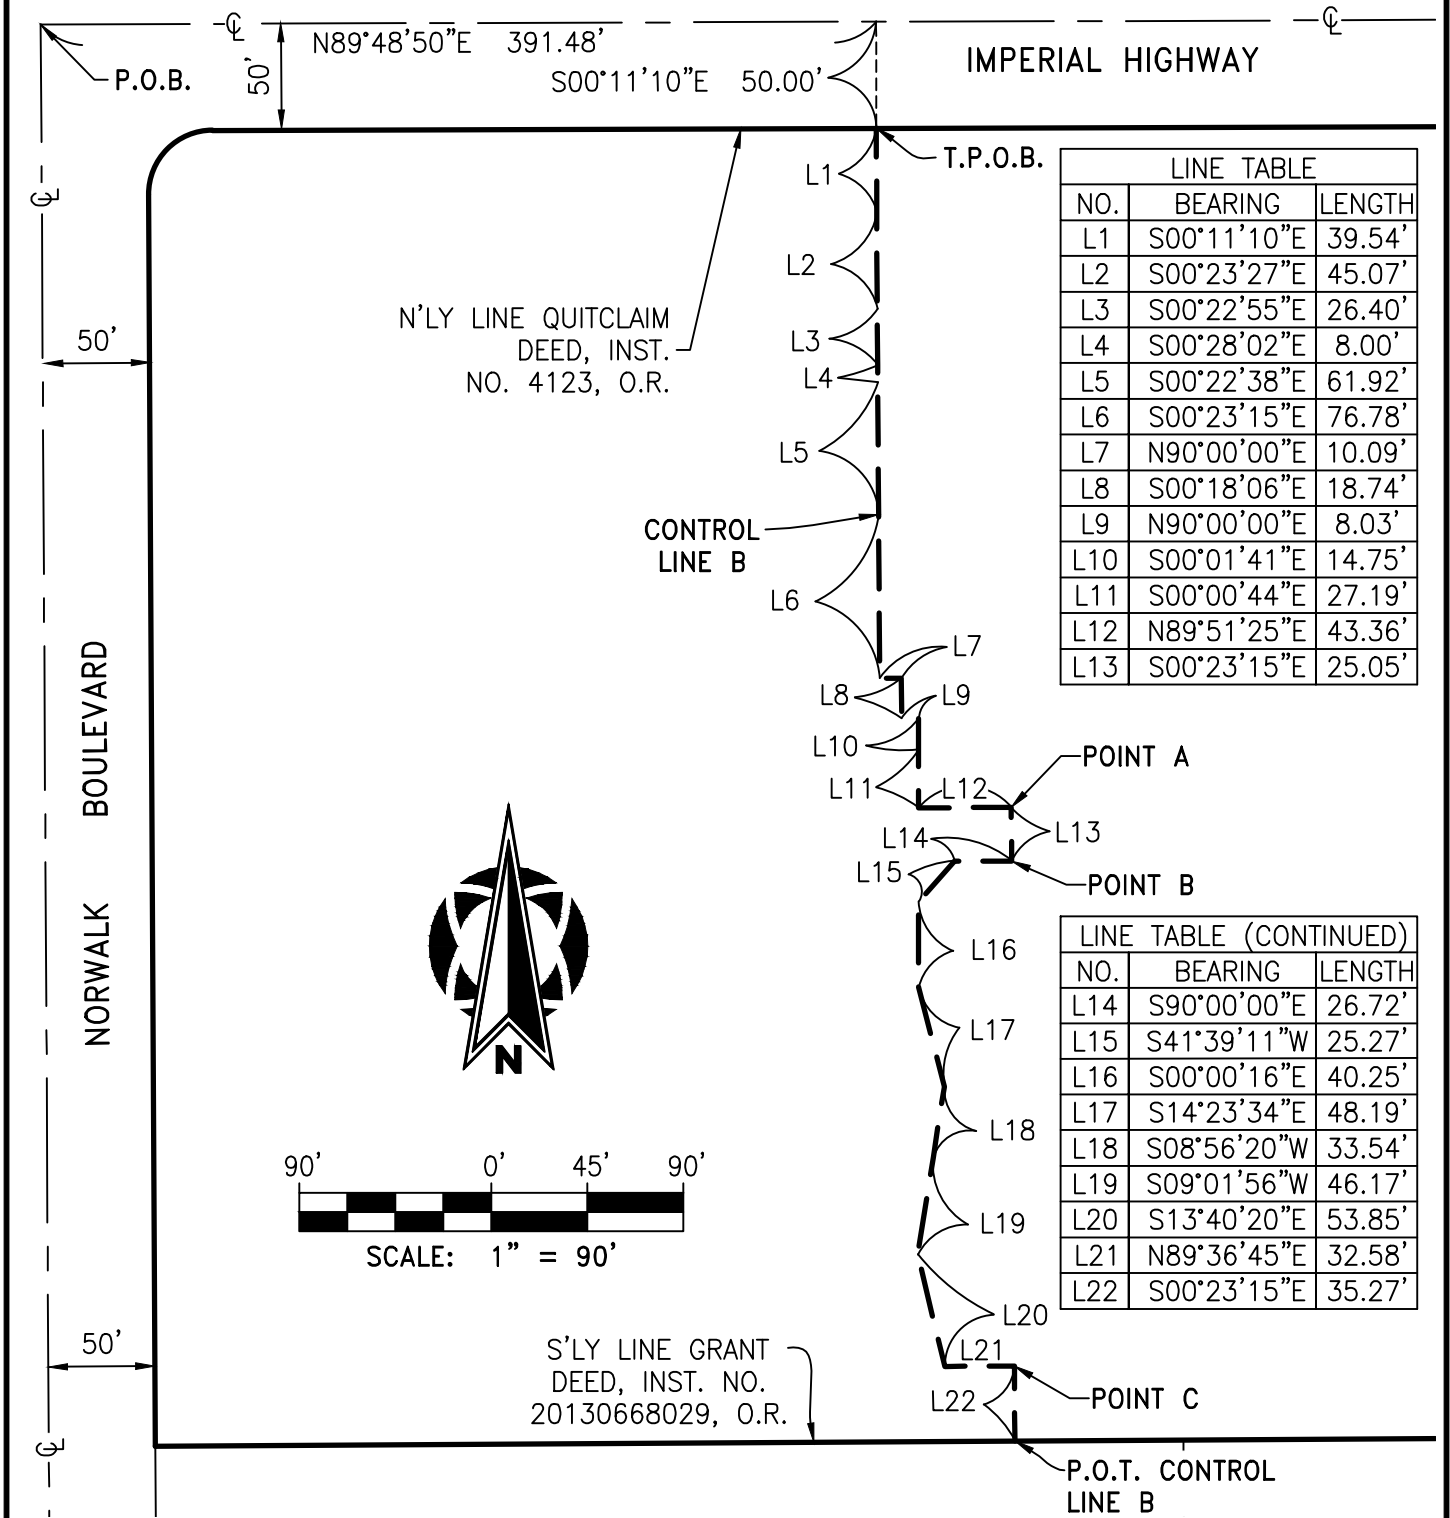 ℄
℄
N89°48'50"E 391.48'
IMPERIAL HIGHWAY
P.O.B.
50'
S00°11'10"E 50.00'
T.P.O.B.
℄
L1
L2
N'LY LINE QUITCLAIM
DEED, INST.
NO. 4123, O.R.
50'
L3
L4
L5
CONTROL
LINE B
L6
L7
L8
L9
L10
L11
L12
POINT A
L13
L14
L15
POINT B
L16
L17
L18
L19
L20
L21
L22
POINT C
P.O.T. CONTROL
LINE B
LINE TABLE
NO. BEARING LENGTH
L1 S00°11'10"E 39.54'
L2 S00°23'27"E 45.07'
L3 S00°22'55"E 26.40'
L4 S00°28'02"E 8.00'
L5 S00°22'38"E 61.92'
L6 S00°23'15"E 76.78'
L7 N90°00'00"E 10.09'
L8 S00°18'06"E 18.74'
L9 N90°00'00"E 8.03'
L10 S00°01'41"E 14.75'
L11 S00°00'44"E 27.19'
L12 N89°51'25"E 43.36'
L13 S00°23'15"E 25.05'
LINE TABLE (CONTINUED)
NO. BEARING LENGTH
L14 S90°00'00"E 26.72'
L15 S41°39'11"W 25.27'
L16 S00°00'16"E 40.25'
L17 S14°23'34"E 48.19'
L18 S08°56'20"W 33.54'
L19 S09°01'56"W 46.17'
L20 S13°40'20"E 53.85'
L21 N89°36'45"E 32.58'
L22 S00°23'15"E 35.27'
NORWALK BOULEVARD
N
90' 0' 45' 90'
SCALE: 1" = 90'
50'
S'LY LINE GRANT
DEED, INST. NO.
20130668029, O.R.
℄